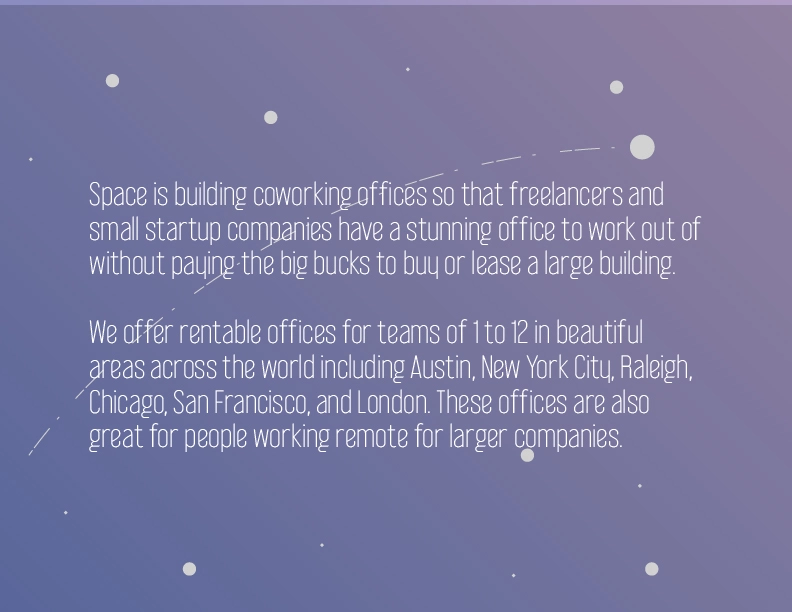 Space is building coworking offices so that freelancers and
small startup companies have a stunning office to work out of
without paying the big bucks to buy or lease a large building.
We offer rentable offices for teams of 1 to 12 in beautiful
areas across the world including Austin, New York City, Raleigh,
Chicago, San Francisco, and London. These offices are also
great for people working remote for larger companies.